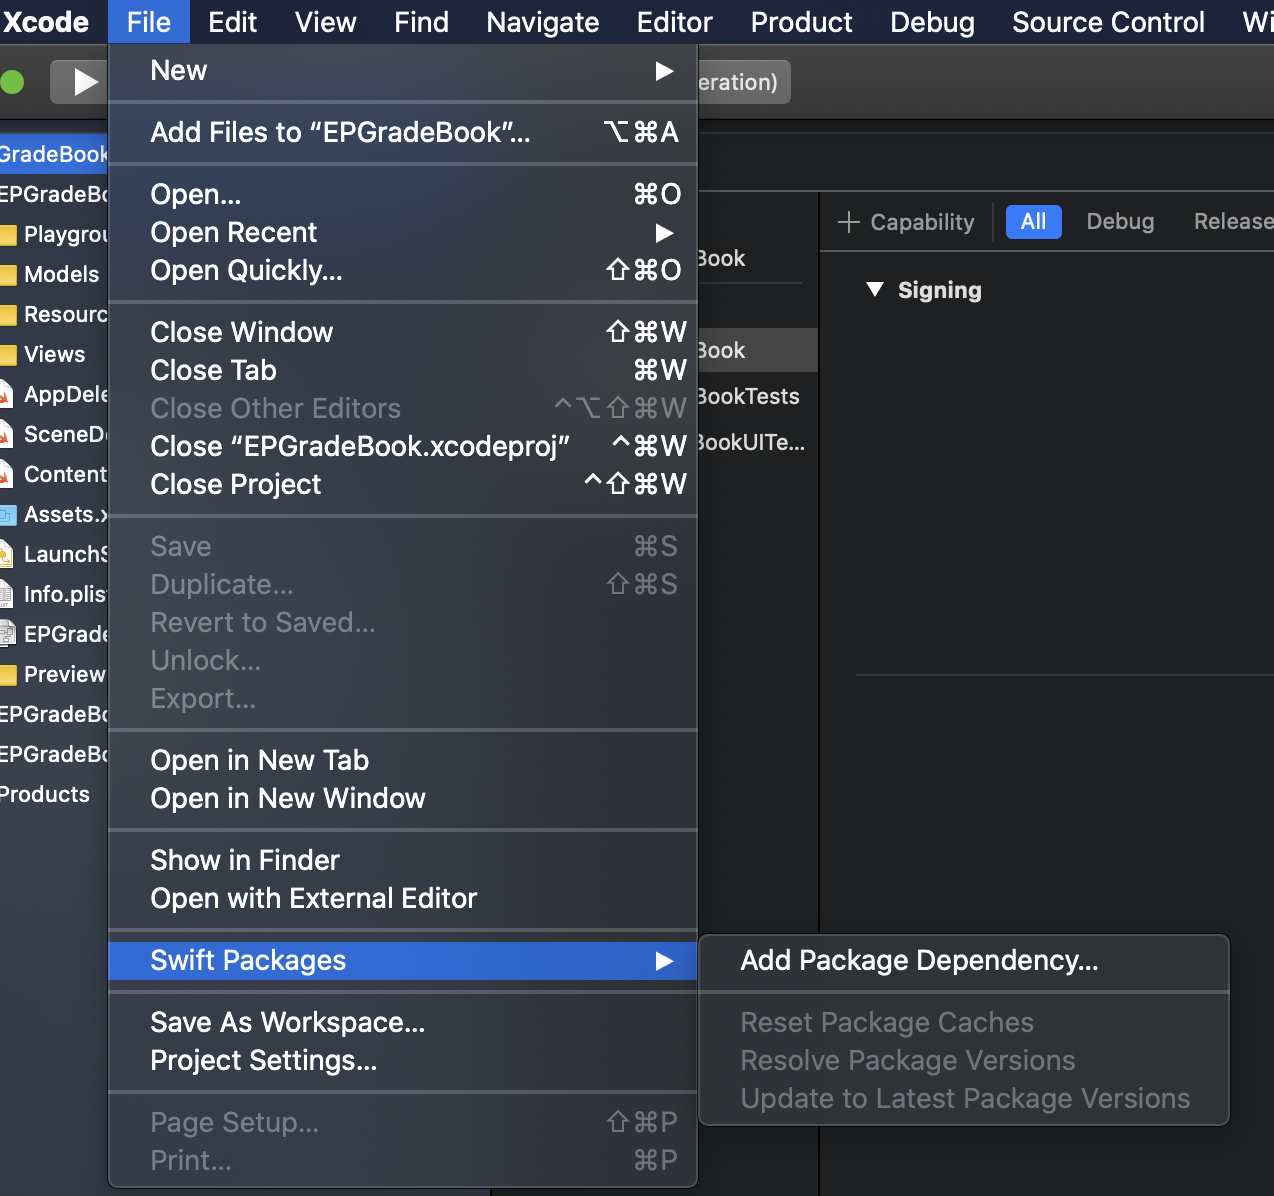 Xcode File Edit View Find Navigate Editor Product Debug Source Control Wi
New
eration)
Add Files to “EPGradeBook”... ⌥⌘A
Open... ⌘O
Open Recent
Open Quickly... ⇧⌘O
Close Window ⇧⌘W
Close Tab ⌘W
Close Other Editors ^⌥⇧⌘W
Close “EPGradeBook.xcodeproj” ^⌘W
Close Project ^⇧⌘W
Save ⌘S
Duplicate... ⇧⌘S
Revert to Saved...
Unlock...
Export...
Open in New Tab
Open in New Window
Show in Finder
Open with External Editor
Swift Packages
Save As Workspace...
Project Settings...
Page Setup... ⇧⌘P
Print... ⌘P
Add Package Dependency...
Reset Package Caches
Resolve Package Versions
Update to Latest Package Versions
GradeBook
EPGradeBo
Playgrou
Models
Resourc
Views
AppDele
SceneDe
Content
Assets.x
LaunchS
Info.plis
EPGrade
Preview
EPGradeBo
EPGradeBo
Products
Book
Book
BookTests
BookUITe...
+ Capability All Debug Release
Signing